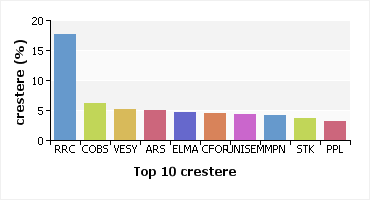 20
15
10
5
0
crestere (%)
RRC COBS VESY ARS ELMA CFOR UNISEM MPN STK PPL
Top 10 crestere